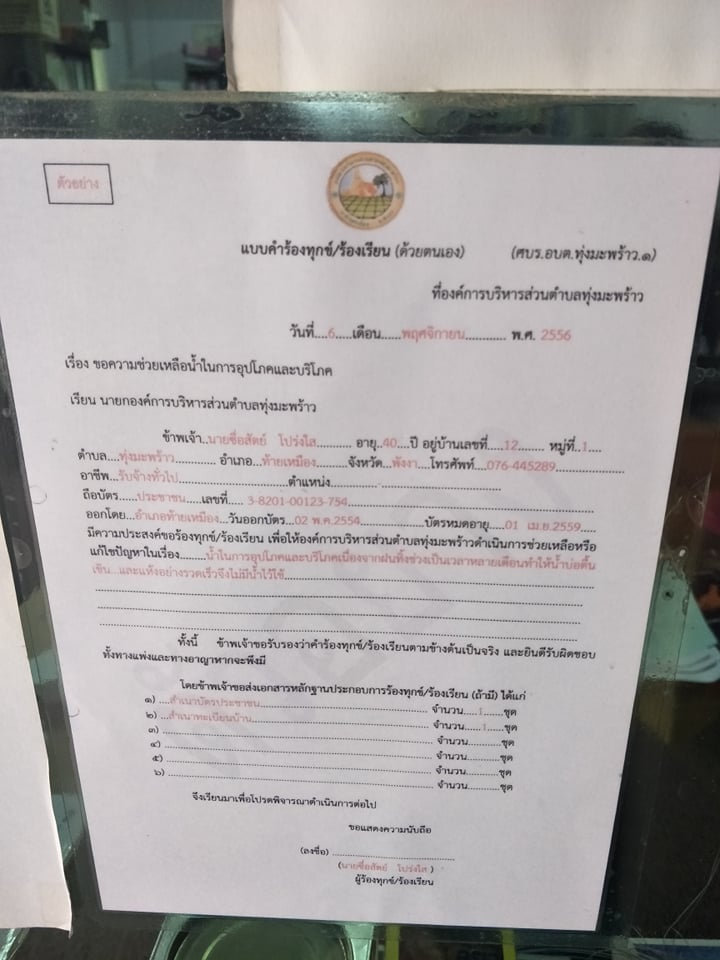 ตัวอย่าง
แบบคำร้องทุกข์/ร้องเรียน (ด้วยตนเอง) (ศบร.อบต.ทุ่งมะพร้าว.๑)
ที่องค์การบริหารส่วนตำบลทุ่งมะพร้าว
วันที่....6.....เดือน......พฤศจิกายน........... พ.ศ. 2556
เรื่อง ขอความช่วยเหลือน้ำในการอุปโภคและบริโภค
เรียน นายกองค์การบริหารส่วนตำบลทุ่งมะพร้าว
ข้าพเจ้า..นายซื่อสัตย์ โปร่งใส........... อายุ..40....ปี อยู่บ้านเลขที่.....12........ หมู่ที่..1....
ตำบล....ทุ่งมะพร้าว............. อำเภอ..ท้ายเหมือง.........จังหวัด..พังงา....โทรศัพท์....076-445289..................
อาชีพ...รับจ้างทั่วไป...............................ตำแหน่ง...................................................
ถือบัตร.....ประชาชน.....เลขที่..... 3-8201-00123-754...........................................................................
ออกโดย...อำเภอท้ายเหมือง...วันออกบัตร...02 พ.ค.2554...................บัตรหมดอายุ....01 เม.ย.2559....
มีความประสงค์ขอร้องทุกข์/ร้องเรียน เพื่อให้องค์การบริหารส่วนตำบลทุ่งมะพร้าวดำเนินการช่วยเหลือหรือ
แก้ไขปัญหาในเรื่อง........น้ำในการอุปโภคและบริโภคเนื่องจากฝนทิ้งช่วงเป็นเวลาหลายเดือนทำให้น้ำบ่อตื้น
เขิน...และแห้งอย่างรวดเร็วจึงไม่มีน้ำไว้ใช้..............................................................................
ทั้งนี้ ข้าพเจ้าขอรับรองว่าคำร้องทุกข์/ร้องเรียนตามข้างต้นเป็นจริง และยินดีรับผิดชอบ
ทั้งทางแพ่งและทางอาญาหากจะพึงมี
โดยข้าพเจ้าขอส่งเอกสารหลักฐานประกอบการร้องทุกข์/ร้องเรียน (ถ้ามี) ได้แก่
๑) ....สำเนาบัตรประชาชน............................................... จำนวน....1.......ชุด
๒) ...สำเนาทะเบียนบ้าน................................................ จำนวน......1.....ชุด
๓) ........................................................................ จำนวน...........ชุด
๔) ........................................................................ จำนวน...........ชุด
๕) ........................................................................ จำนวน...........ชุด
๖) ........................................................................ จำนวน...........ชุด
จึงเรียนมาเพื่อโปรดพิจารณาดำเนินการต่อไป
ขอแสดงความนับถือ
(ลงชื่อ) .......................................
(นายซื่อสัตย์ โปร่งใส )
ผู้ร้องทุกข์/ร้องเรียน